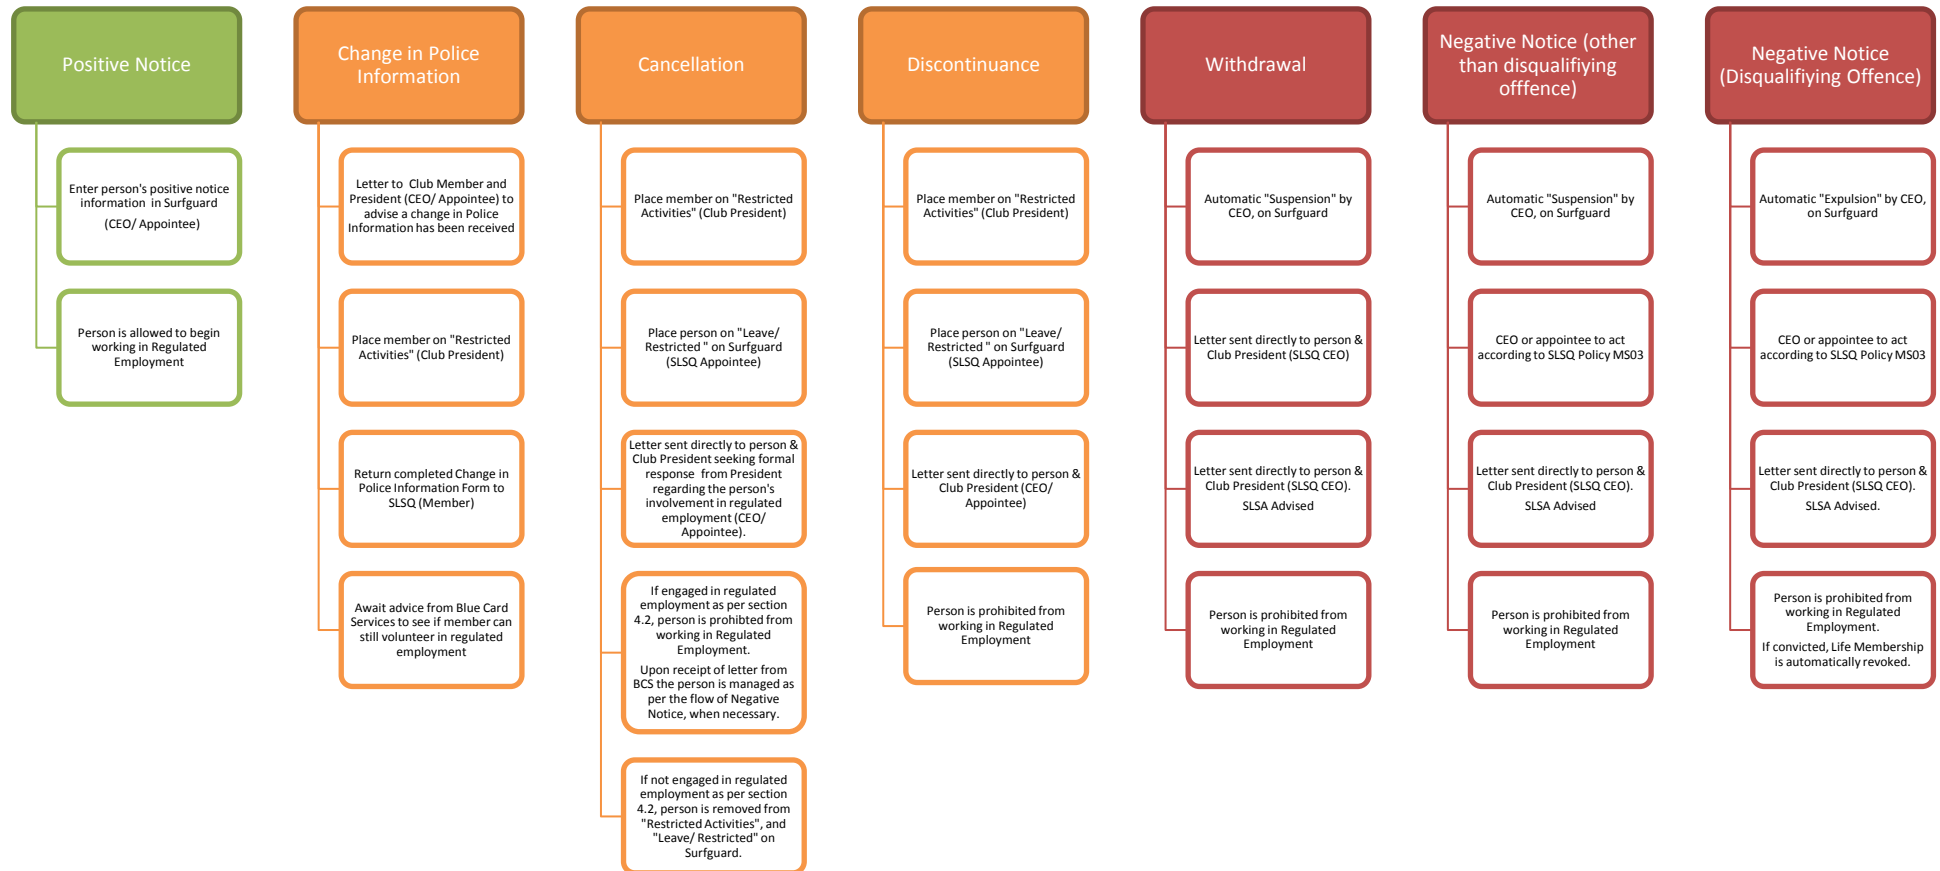 Positive Notice
Enter person's positive notice
information in Surfguard
(CEO/ Appointee)
Person is allowed to begin
working in Regulated
Employment
Change in Police
Information
Letter to Club Member and
President (CEO/ Appointee) to
advise a change in Police
Information has been received
Place member on "Restricted
Activities" (Club President)
Return completed Change in
Police Information Form to
SLSQ (Member)
Await advice from Blue Card
Services to see if member can
still volunteer in regulated
employment
Cancellation
Place member on "Restricted
Activities" (Club President)
Place person on "Leave/
Restricted " on Surfguard
(SLSQ Appointee)
Letter sent directly to person &
Club President seeking formal
response from President
regarding the person's
involvement in regulated
employment (CEO/
Appointee).
If engaged in regulated
employment as per section
4.2, person is prohibted from
working in Regulated
Employment.
Upon receipt of letter from
BCS the person is managed as
per the flow of Negative
Notice, when necessary.
If not engaged in regulated
employment as per section
4.2, person is removed from
"Restricted Activities", and
"Leave/ Restricted" on
Surfguard.
Discontinuance
Place member on "Restricted
Activities" (Club President)
Place person on "Leave/
Restricted " on Surfguard
(SLSQ Appointee)
Letter sent directly to person &
Club President (CEO/
Appointee)
Person is prohibited from
working in Regulated
Employment
Withdrawal
Automatic "Suspension" by
CEO, on Surfguard
Letter sent directly to person &
Club President (SLSQ CEO)
Letter sent directly to person &
Club President (SLSQ CEO).
SLSA Advised
Person is prohibited from
working in Regulated
Employment
Negative Notice (other
than disqualifiying
offfence)
Automatic "Suspension" by
CEO, on Surfguard
CEO or appointee to act
according to SLSQ Policy MS03
Letter sent directly to person &
Club President (SLSQ CEO).
SLSA Advised
Person is prohibited from
working in Regulated
Employment
Negative Notice
(Disqualifiying Offence)
Automatic "Expulsion" by CEO,
on Surfguard
CEO or appointee to act
according to SLSQ Policy MS03
Letter sent directly to person &
Club President (SLSQ CEO).
SLSA Advised.
Person is prohibited from
working in Regulated
Employment.
If convicted, Life Membership
is automatically revoked.